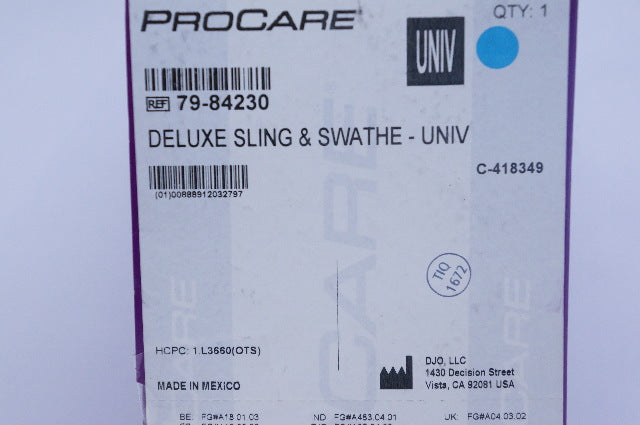 PROCARE
QTY: 1
UNIV
REF 79-84230
DELUXE SLING & SWATHE - UNIV
C-418349
(01)00888912032797
TIQ
1672
CARE
HCPC: 1.L3660(OTS)
DJO, LLC
1430 Decision Street
Vista, CA 92081 USA
MADE IN MEXICO
BE: FG#A18.01.03 ND FG#A463.04.01 UK: FG#A04.03.02